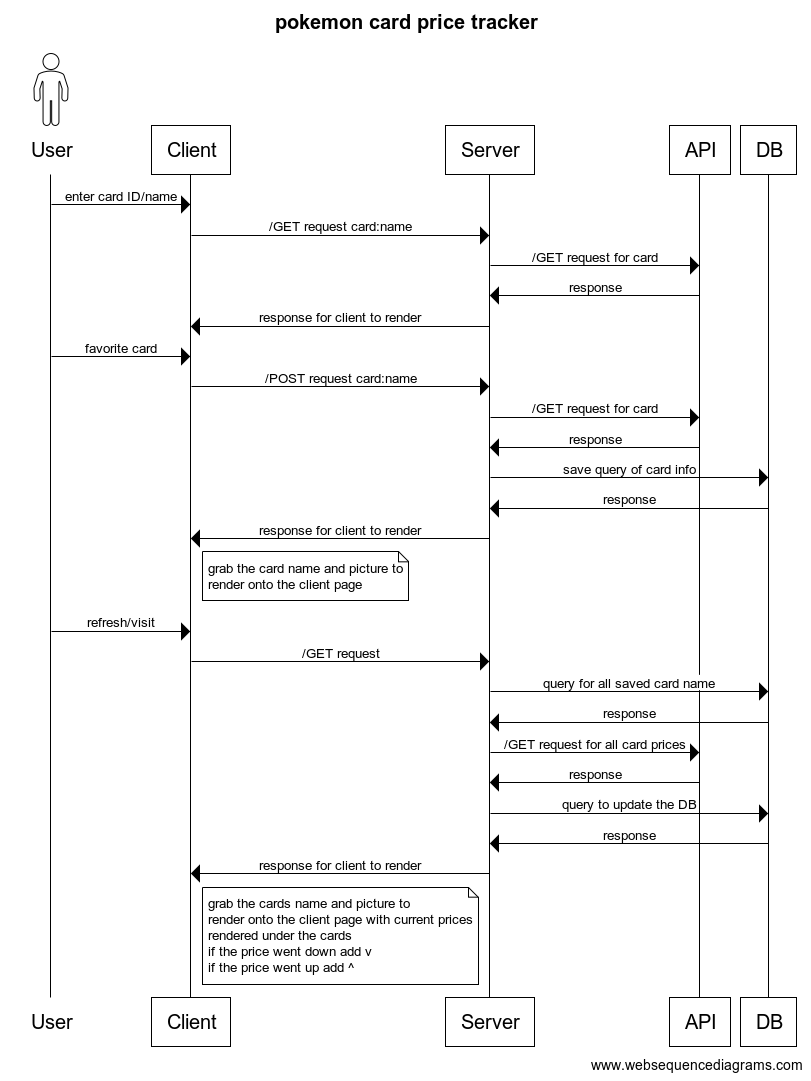 pokemon card price tracker
User
Client
Server
API
DB
enter card ID/name
/GET request card:name
/GET request for card
response
response for client to render
favorite card
/POST request card:name
/GET request for card
response
save query of card info
response
response for client to render
grab the card name and picture to
render onto the client page
refresh/visit
/GET request
query for all saved card name
response
/GET request for all card prices
response
query to update the DB
response
response for client to render
grab the cards name and picture to
render onto the client page with current prices
rendered under the cards
if the price went down add v
if the price went up add ^
User
Client
Server
API
DB
www.websequencediagrams.com